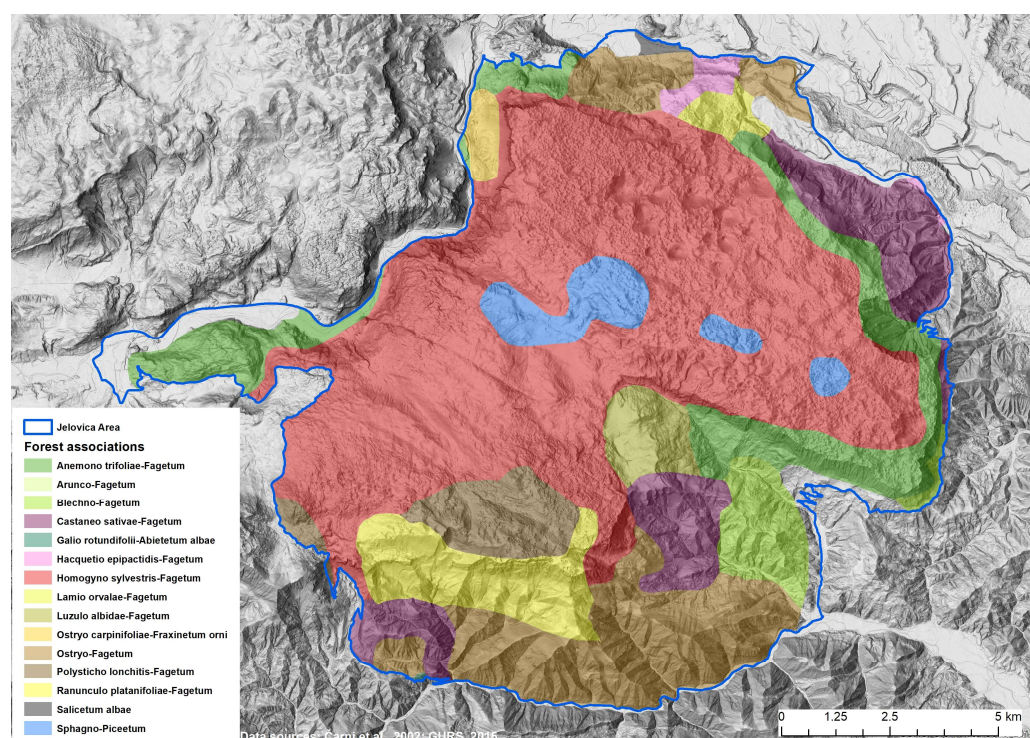 Jelovica Area
Forest associations
Anemono trifoliae-Fagetum
Arunco-Fagetum
Blechno-Fagetum
Castaneo sativae-Fagetum
Galio rotundifolii-Abietetum albae
Hacquetio epipactidis-Fagetum
Homogyno sylvestris-Fagetum
Lamio orvalae-Fagetum
Luzulo albidae-Fagetum
Ostryo carpinifoliae-Fraxinetum orni
Ostryo-Fagetum
Polysticho lonchitis-Fagetum
Ranunculo platanifoliae-Fagetum
Salicetum albae
Sphagno-Piceetum
Data sources: Carni et al., 2002; GURS, 2015
0 1.25 2.5 5 km